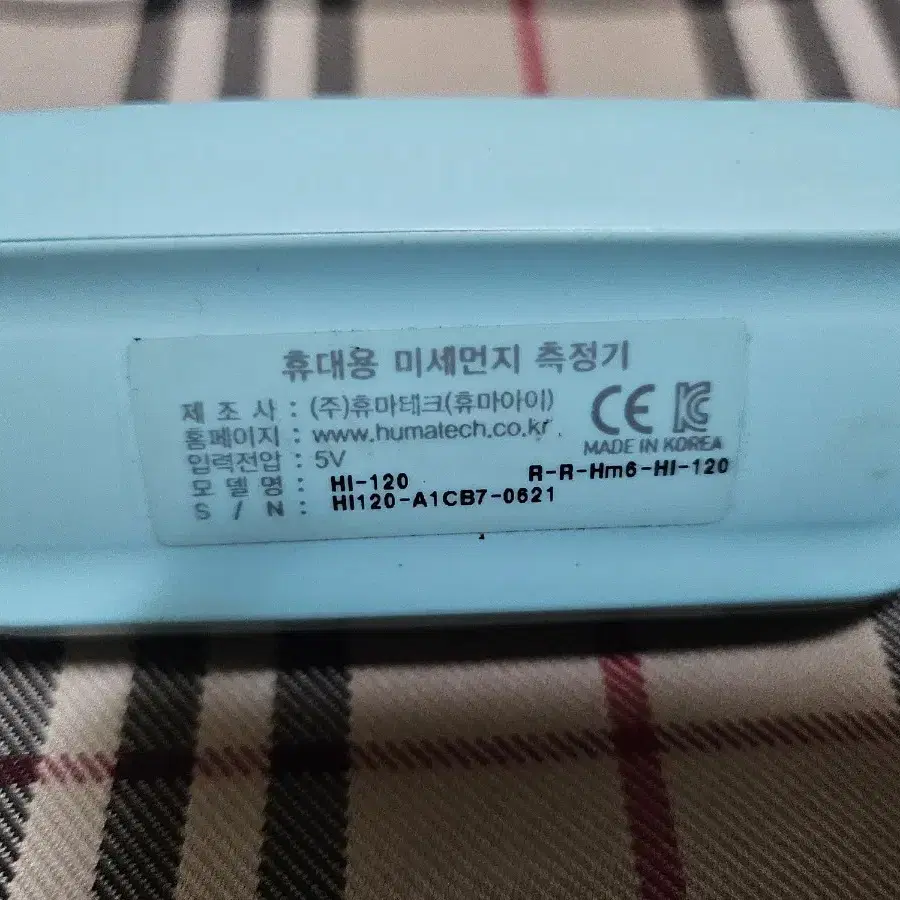 휴대용 미세먼지 측정기
제 조 사 : (주)휴마테크(휴마아이)
홈페이지 : www.humatech.co.kr
입력전압 : 5V
모 델 명 : HI-120
S / N : HI120-A1CB7-0621
CE KC
MADE IN KOREA
R-R-Hm6-HI-120